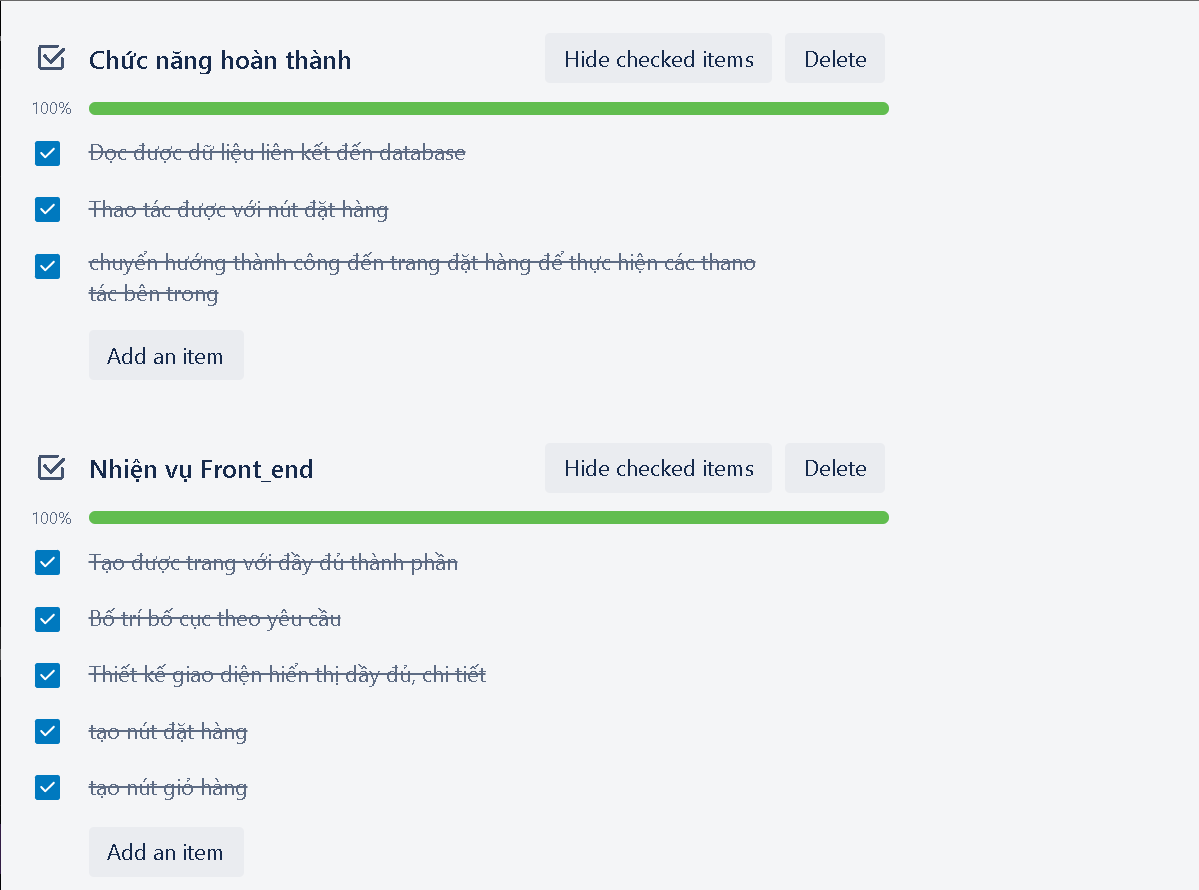 Chức năng hoàn thành
Hide checked items
Delete
100%
Đọc được dữ liệu liên kết đến database
Thao tác được với nút đặt hàng
chuyển hướng thành công đến trang đặt hàng để thực hiện các thano
tác bên trong
Add an item
Nhiện vụ Front_end
Hide checked items
Delete
100%
Tạo được trang với đầy đủ thành phần
Bố trí bố cục theo yêu cầu
Thiết kế giao diện hiển thị dầy đủ, chi tiết
tạo nút đặt hàng
tạo nút giỏ hàng
Add an item